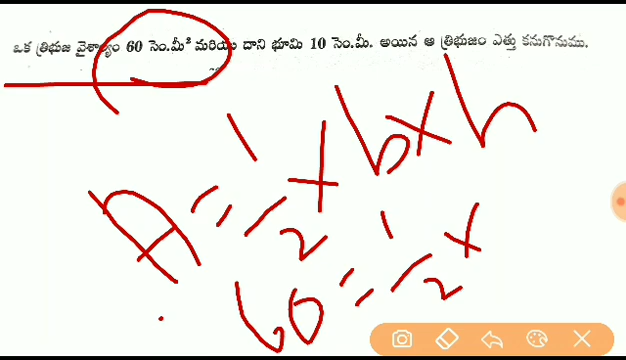 ఒక త్రిభుజ వైశాల్యం 60 సెం.మీ² మరియు దాని భూమి 10 సెం.మీ. అయిన ఆ త్రిభుజం ఎత్తు కనుగొనుము.
A = 1/2 × b × h
60 = 1/2 ×